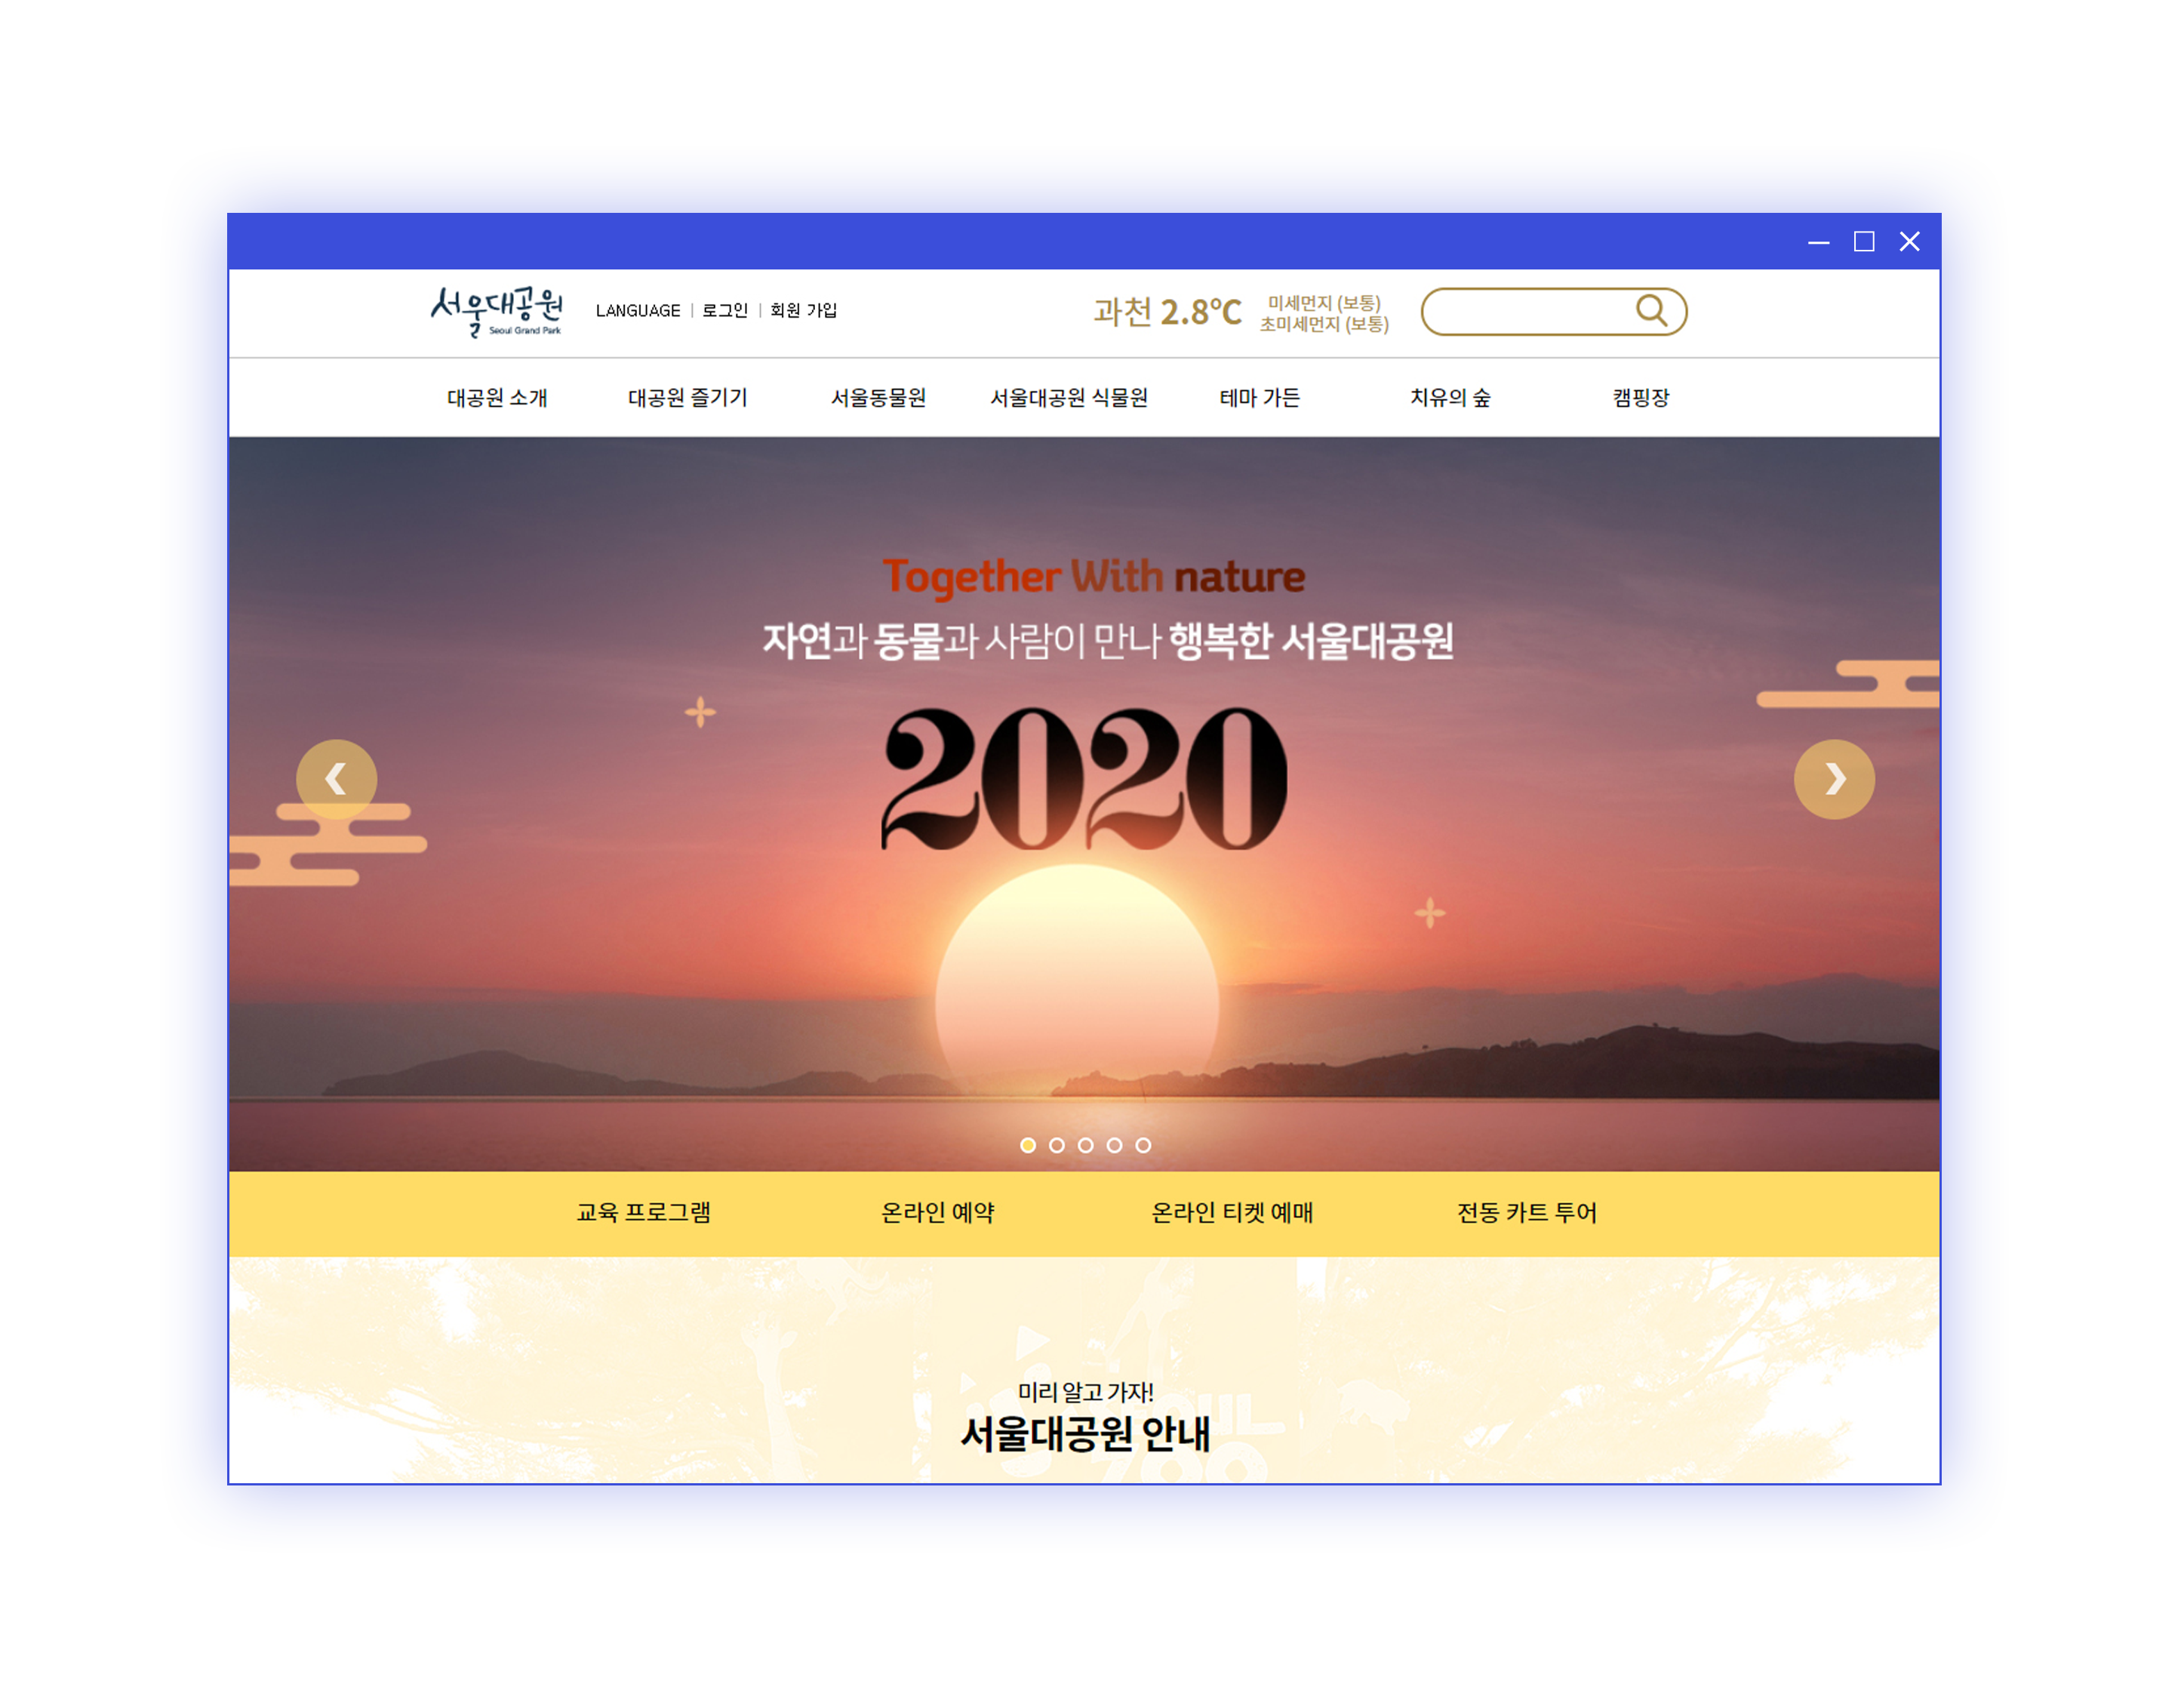 서울대공원
Seoul Grand Park
LANGUAGE | 로그인 | 회원 가입
과천 2.8℃
미세먼지 (보통)
초미세먼지 (보통)
대공원 소개 대공원 즐기기 서울동물원 서울대공원 식물원 테마 가든 치유의 숲 캠핑장
Together With nature
자연과 동물과 사람이 만나 행복한 서울대공원
2020
교육 프로그램 온라인 예약 온라인 티켓 예매 전동 카트 투어
미리 알고 가자!
서울대공원 안내